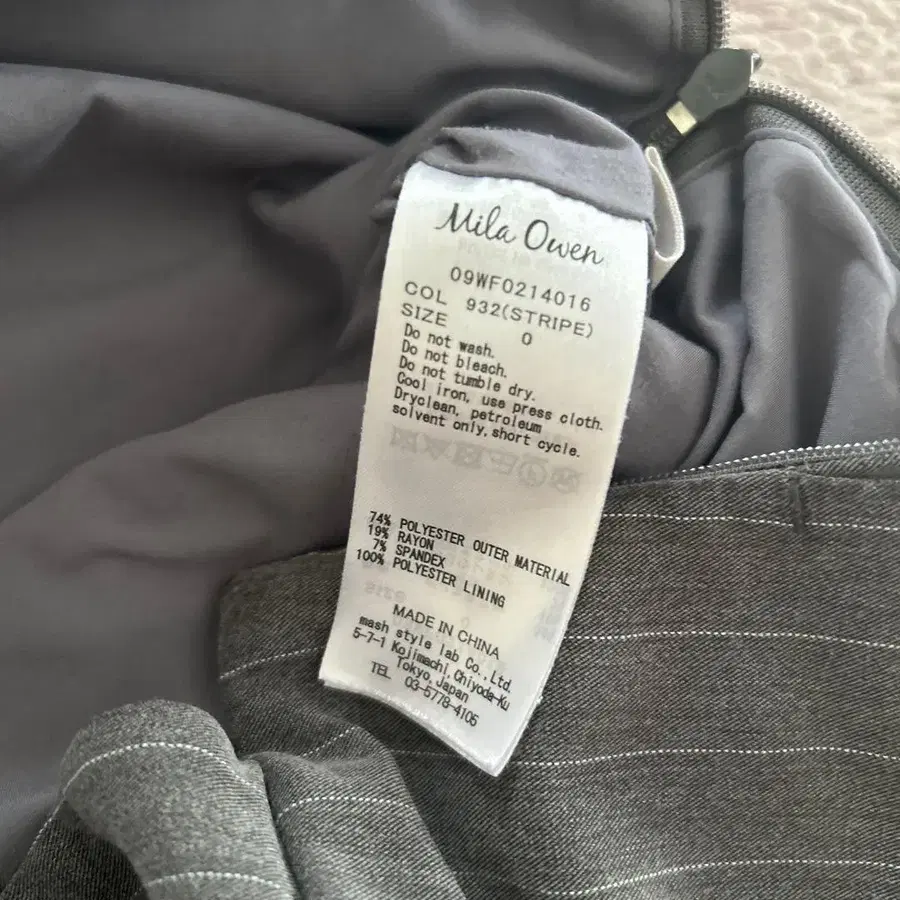 Mila Owen
09WF0214016
COL 932(STRIPE)
SIZE 0
Do not wash.
Do not bleach.
Do not tumble dry.
Cool iron, use press cloth.
Dryclean, petroleum
solvent only, short cycle.
74% POLYESTER OUTER MATERIAL
19% RAYON
7% SPANDEX
100% POLYESTER LINING
MADE IN CHINA
mash style lab Co., Ltd.
5-7-1 Kojimachi, Chiyoda-Ku
Tokyo, Japan
TEL 03-5778-4105